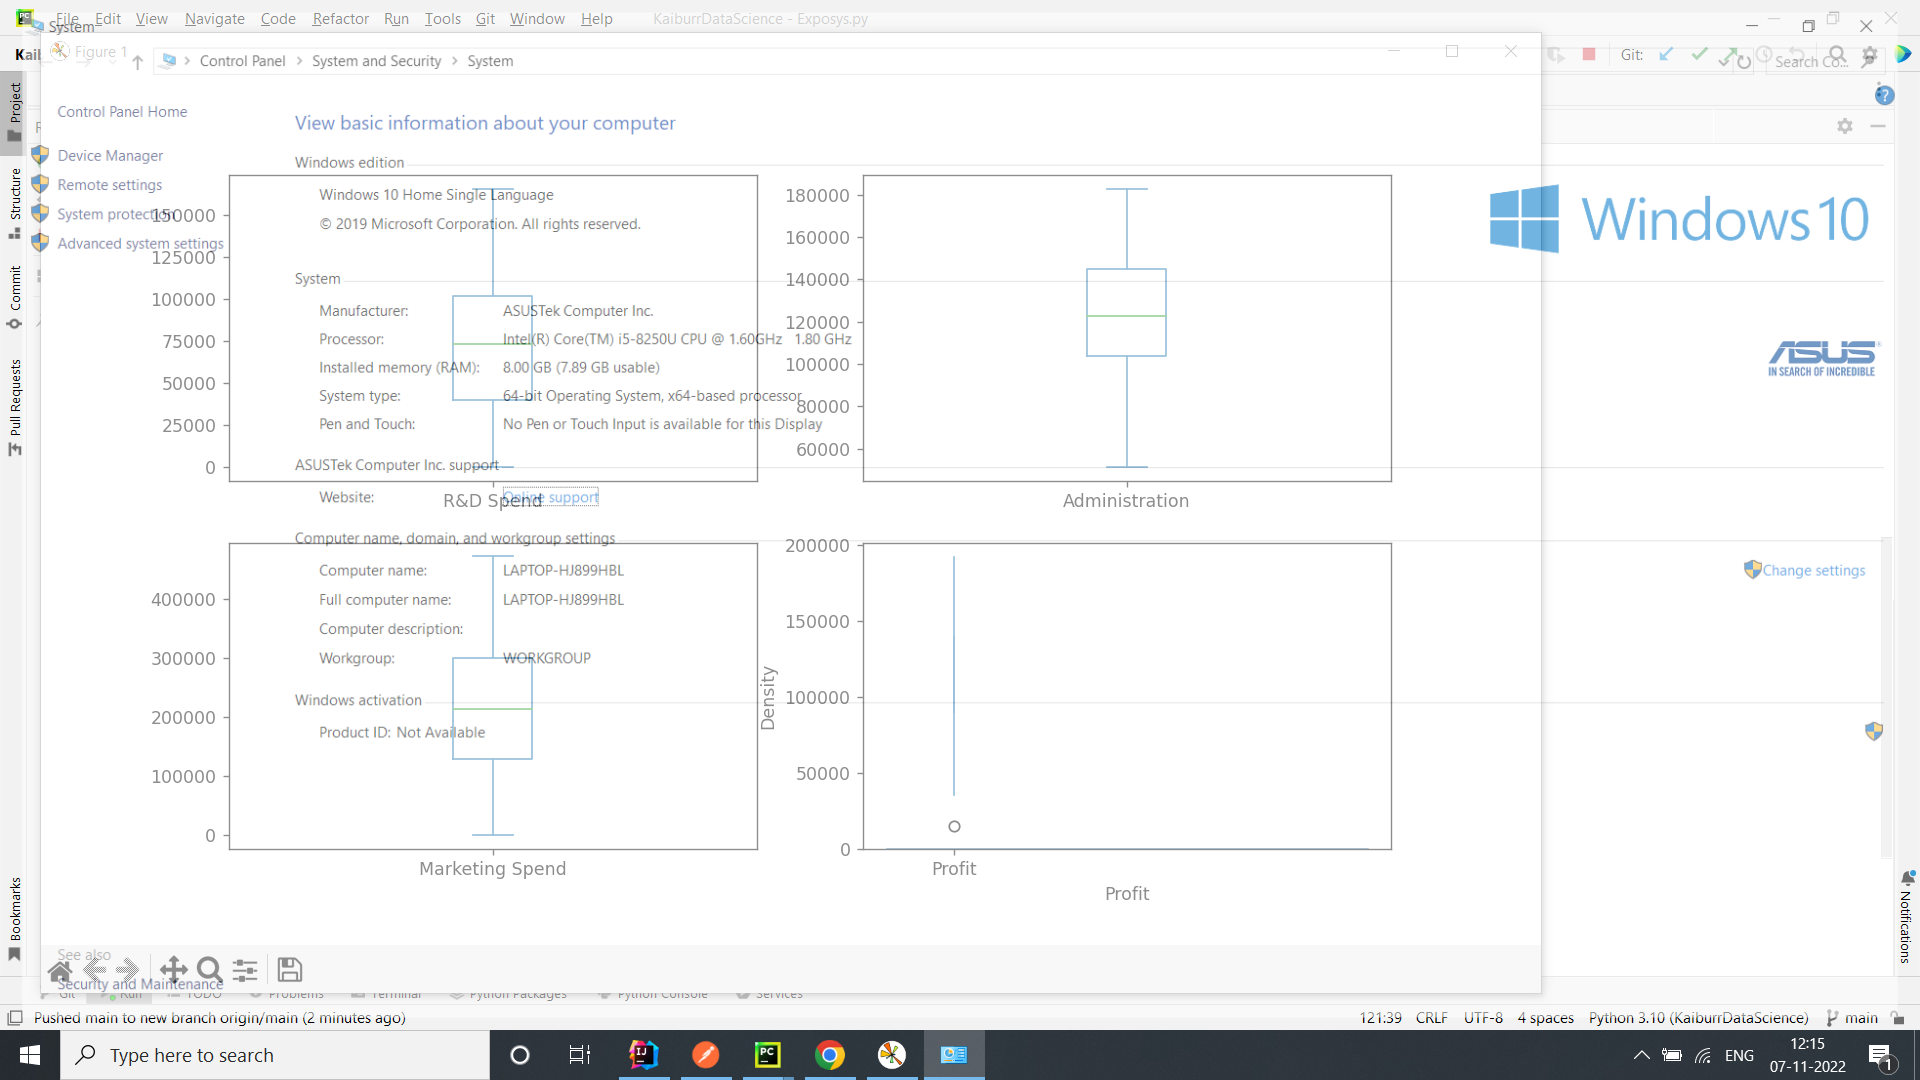 File Edit View Navigate Code Refactor Run Tools Git Window Help KaiburrDataScience - Exposys.py
System
Figure 1
Control Panel > System and Security > System
Git:
Search Co...
Project
Structure
Commit
Pull Requests
Bookmarks
Notifications
Control Panel Home
Device Manager
Remote settings
System protection
Advanced system settings
View basic information about your computer
Windows edition
Windows 10 Home Single Language
© 2019 Microsoft Corporation. All rights reserved.
Windows 10
System
Manufacturer: ASUSTek Computer Inc.
Processor: Intel(R) Core(TM) i5-8250U CPU @ 1.60GHz 1.80 GHz
Installed memory (RAM): 8.00 GB (7.89 GB usable)
System type: 64-bit Operating System, x64-based processor
Pen and Touch: No Pen or Touch Input is available for this Display
ASUS
IN SEARCH OF INCREDIBLE
ASUSTek Computer Inc. support
Website: Online support
Computer name, domain, and workgroup settings
Computer name: LAPTOP-HJ899HBL
Full computer name: LAPTOP-HJ899HBL
Computer description:
Workgroup: WORKGROUP
Change settings
Windows activation
Product ID: Not Available
150000
125000
100000
75000
50000
25000
0
R&D Spend
180000
160000
140000
120000
100000
80000
60000
Administration
400000
300000
200000
100000
0
Marketing Spend
200000
150000
100000
50000
0
Density
Profit
Profit
See also
Security and Maintenance
Git Run TODO Problems Terminal Python Packages Python Console Services
Pushed main to new branch origin/main (2 minutes ago)
121:39 CRLF UTF-8 4 spaces Python 3.10 (KaiburrDataScience) main
Type here to search
ENG
12:15
07-11-2022
1